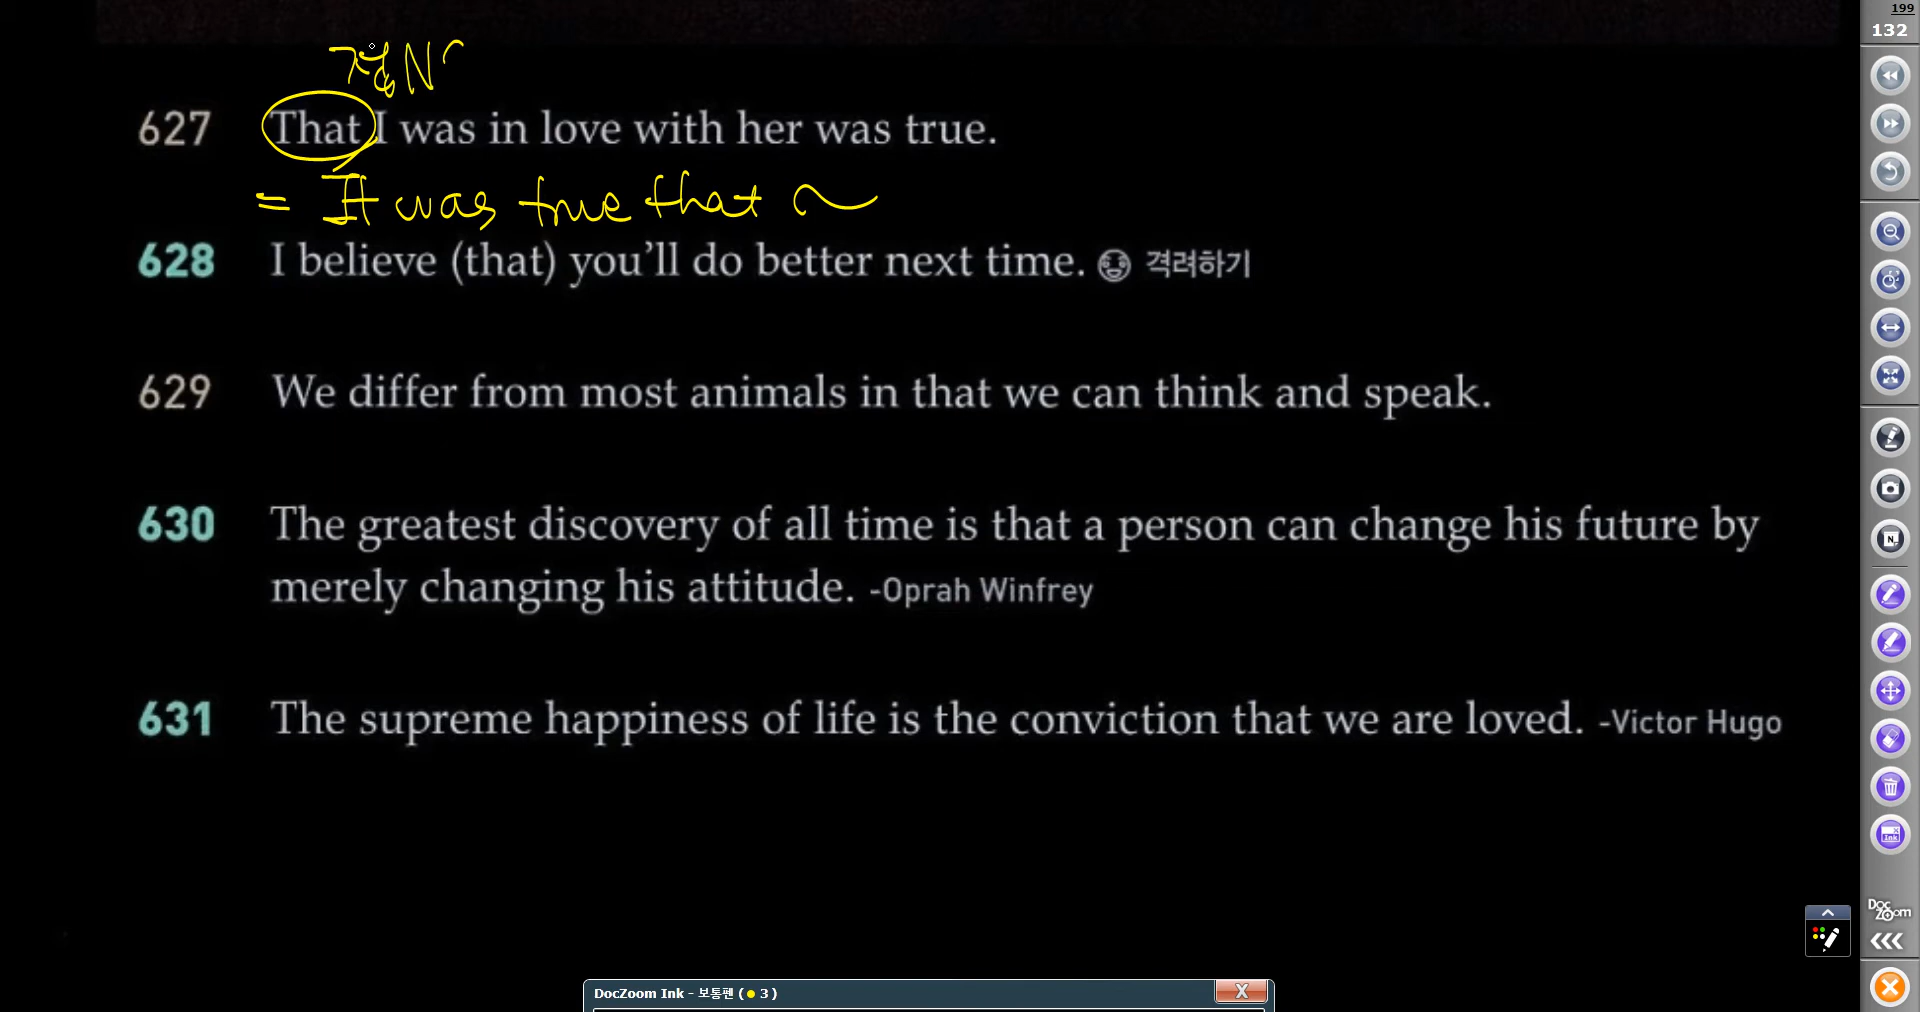 199
132
접N
627 That I was in love with her was true.
= It was true that ~
628 I believe (that) you'll do better next time. 격려하기
629 We differ from most animals in that we can think and speak.
630 The greatest discovery of all time is that a person can change his future by
merely changing his attitude. -Oprah Winfrey
631 The supreme happiness of life is the conviction that we are loved. -Victor Hugo
Doc
Zoom
DocZoom Ink - 보통펜 ( 3 )